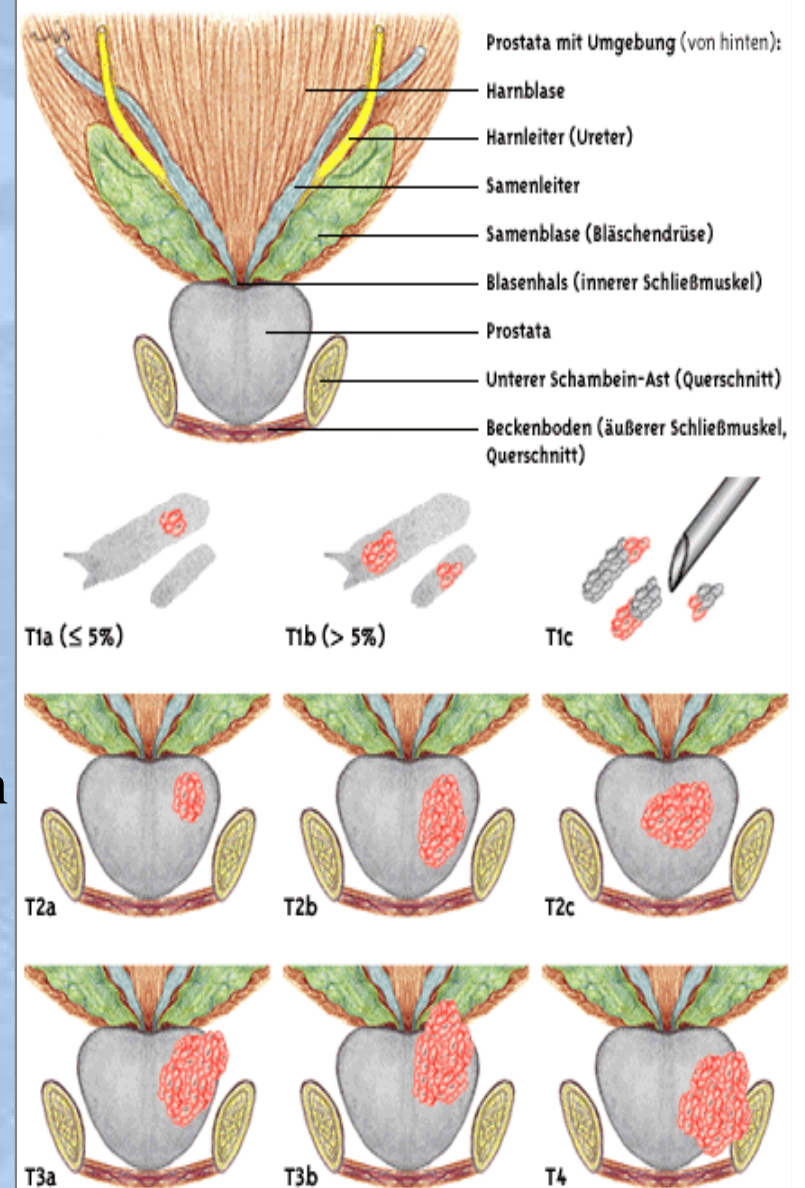 Prostata mit Umgebung (von hinten):
Harnblase
Harnleiter (Ureter)
Samenleiter
Samenblase (Bläschendrüse)
Blasenhals (innerer Schließmuskel)
Prostata
Unterer Schambein-Ast (Querschnitt)
Beckenboden (äußerer Schließmuskel,
Querschnitt)
T1a (≤ 5%)
T1b (> 5%)
T1c
T2a
T2b
T2c
T3a
T3b
T4